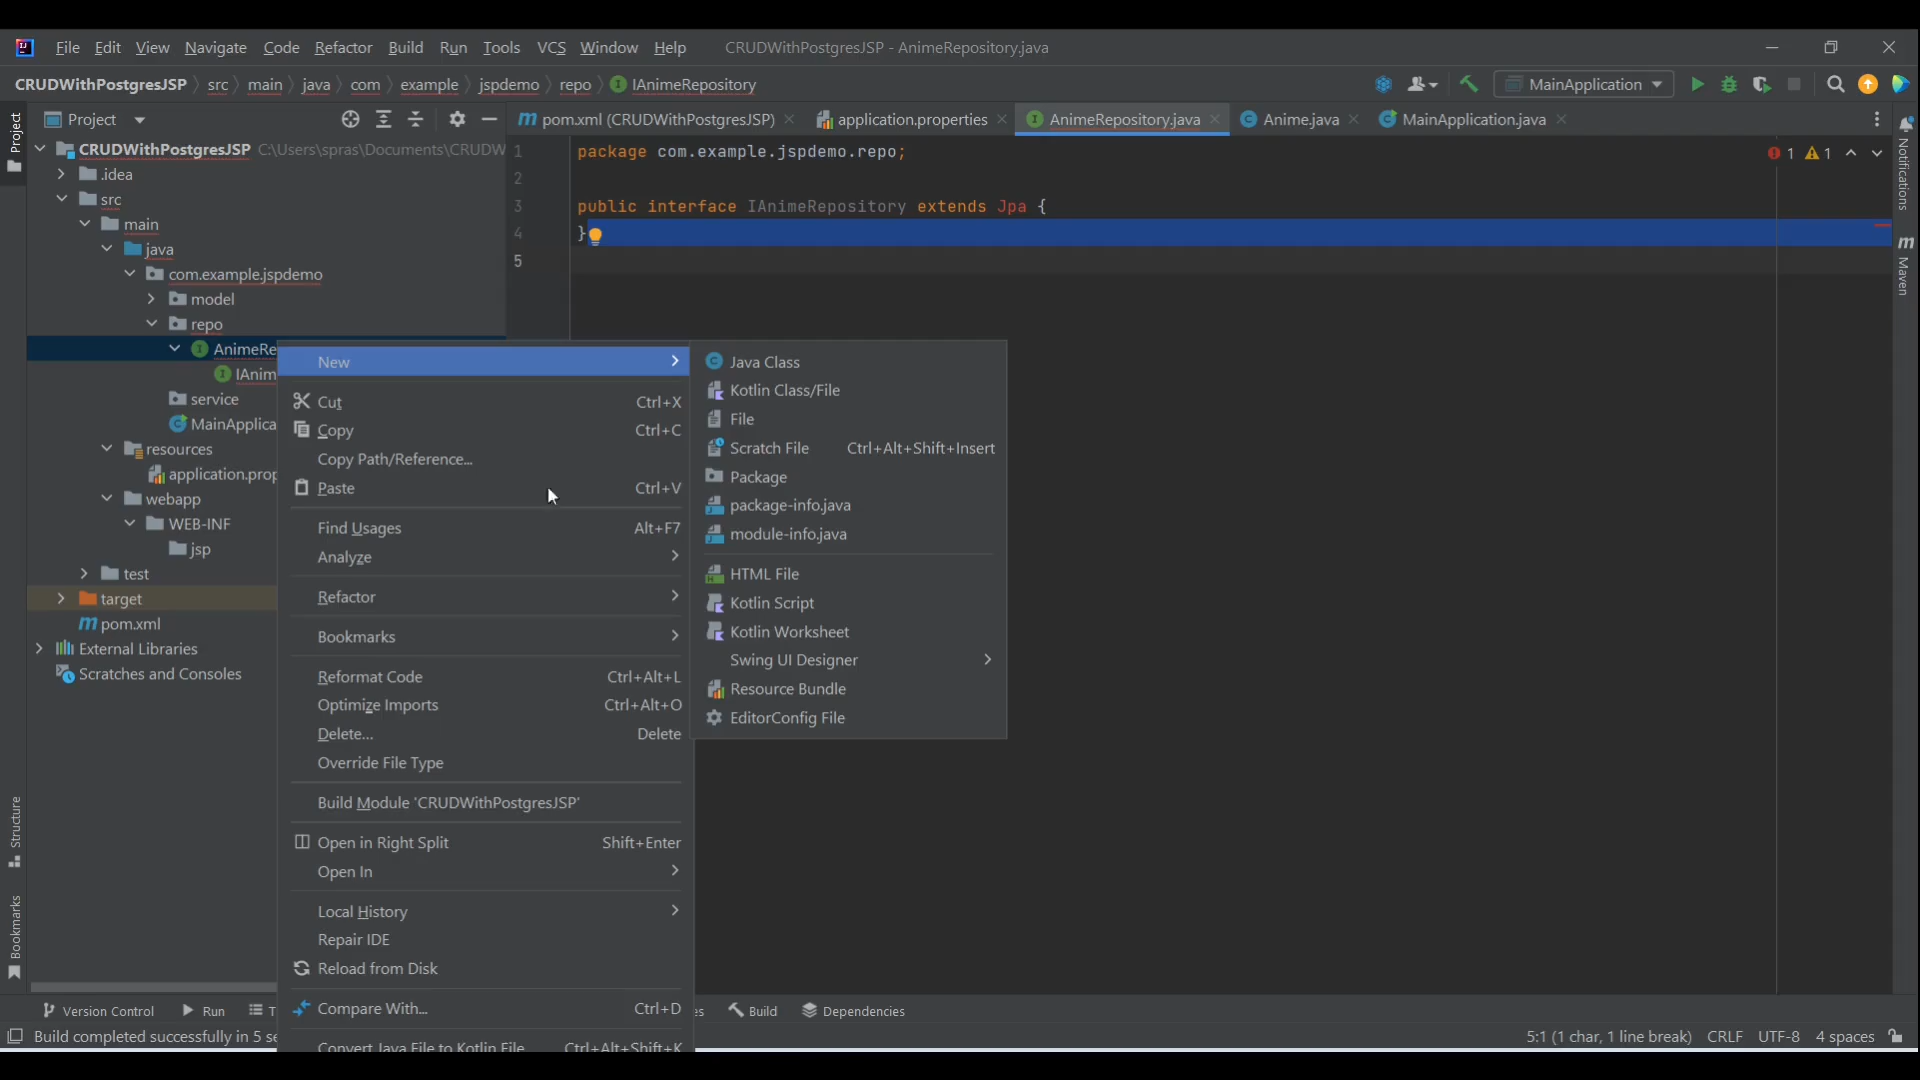 File Edit View Navigate Code Refactor Build Run Tools VCS Window Help CRUDWithPostgresJSP - AnimeRepository.java
CRUDWithPostgresJSP src main java com example jspdemo repo IAnimeRepository MainApplication
Project
pom.xml (CRUDWithPostgresJSP) application.properties AnimeRepository.java Anime.java MainApplication.java
Project
Notifications
Maven
Structure
Bookmarks
CRUDWithPostgresJSP C:\Users\spras\Documents\CRUDW
.idea
src
main
java
com.example.jspdemo
model
repo
AnimeRe
IAnim
service
MainApplica
resources
application.prop
webapp
WEB-INF
jsp
test
target
pom.xml
External Libraries
Scratches and Consoles
1 package com.example.jspdemo.repo;
2
3 public interface IAnimeRepository extends Jpa {
4 }
5
1 1
New
Cut Ctrl+X
Copy Ctrl+C
Copy Path/Reference...
Paste Ctrl+V
Find Usages Alt+F7
Analyze
Refactor
Bookmarks
Reformat Code Ctrl+Alt+L
Optimize Imports Ctrl+Alt+O
Delete... Delete
Override File Type
Build Module 'CRUDWithPostgresJSP'
Open in Right Split Shift+Enter
Open In
Local History
Repair IDE
Reload from Disk
Compare With... Ctrl+D
Convert Java File to Kotlin File Ctrl+Alt+Shift+K
Java Class
Kotlin Class/File
File
Scratch File Ctrl+Alt+Shift+Insert
Package
package-info.java
module-info.java
HTML File
Kotlin Script
Kotlin Worksheet
Swing UI Designer
Resource Bundle
EditorConfig File
Version Control Run T es Build Dependencies
Build completed successfully in 5 se 5:1 (1 char, 1 line break) CRLF UTF-8 4 spaces